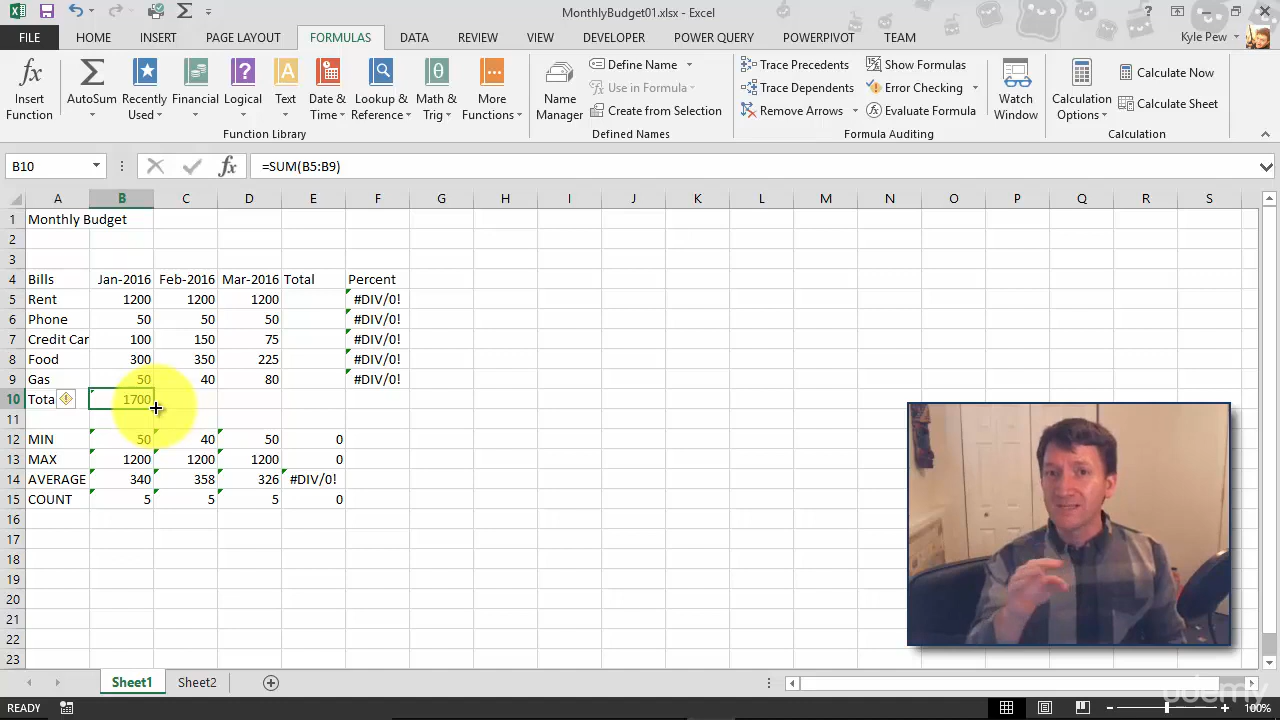 MonthlyBudget01.xlsx - Excel
?
FILE HOME INSERT PAGE LAYOUT FORMULAS DATA REVIEW VIEW DEVELOPER POWER QUERY POWERPIVOT TEAM Kyle Pew
Insert Function
AutoSum
Recently Used
Financial
Logical
Text
Date & Time
Lookup & Reference
Math & Trig
More Functions
Function Library
Name Manager
Define Name
Use in Formula
Create from Selection
Defined Names
Trace Precedents
Trace Dependents
Remove Arrows
Show Formulas
Error Checking
Evaluate Formula
Formula Auditing
Watch Window
Calculation Options
Calculate Now
Calculate Sheet
Calculation
B10 fx =SUM(B5:B9)
A B C D E F G H I J K L M N O P Q R S
1 Monthly Budget
2
3
4 Bills Jan-2016 Feb-2016 Mar-2016 Total Percent
5 Rent 1200 1200 1200 #DIV/0!
6 Phone 50 50 50 #DIV/0!
7 Credit Car 100 150 75 #DIV/0!
8 Food 300 350 225 #DIV/0!
9 Gas 50 40 80 #DIV/0!
10 Tota 1700
11
12 MIN 50 40 50 0
13 MAX 1200 1200 1200 0
14 AVERAGE 340 358 326 #DIV/0!
15 COUNT 5 5 5 0
16
17
18
19
20
21
22
23
Sheet1 Sheet2
udemy
READY 100%